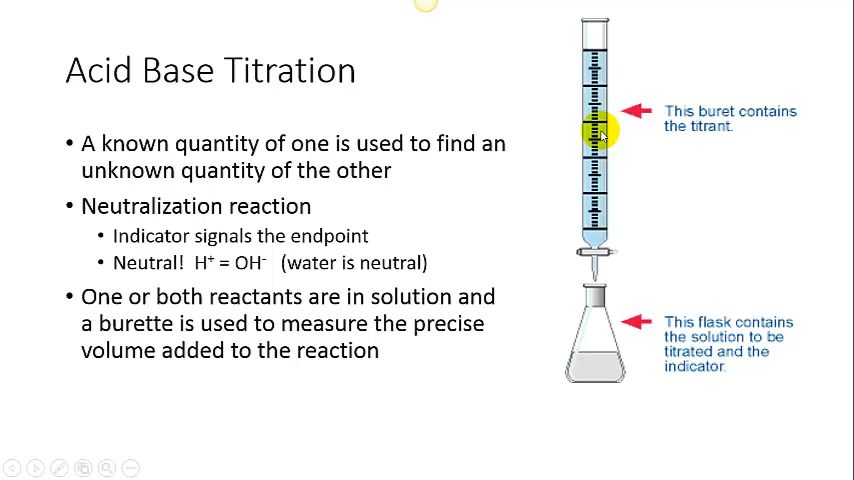 Acid Base Titration
• A known quantity of one is used to find an
unknown quantity of the other
• Neutralization reaction
• Indicator signals the endpoint
• Neutral! H⁺ = OH⁻ (water is neutral)
• One or both reactants are in solution and
a burette is used to measure the precise
volume added to the reaction
This buret contains
the titrant.
This flask contains
the solution to be
titrated and the
indicator.